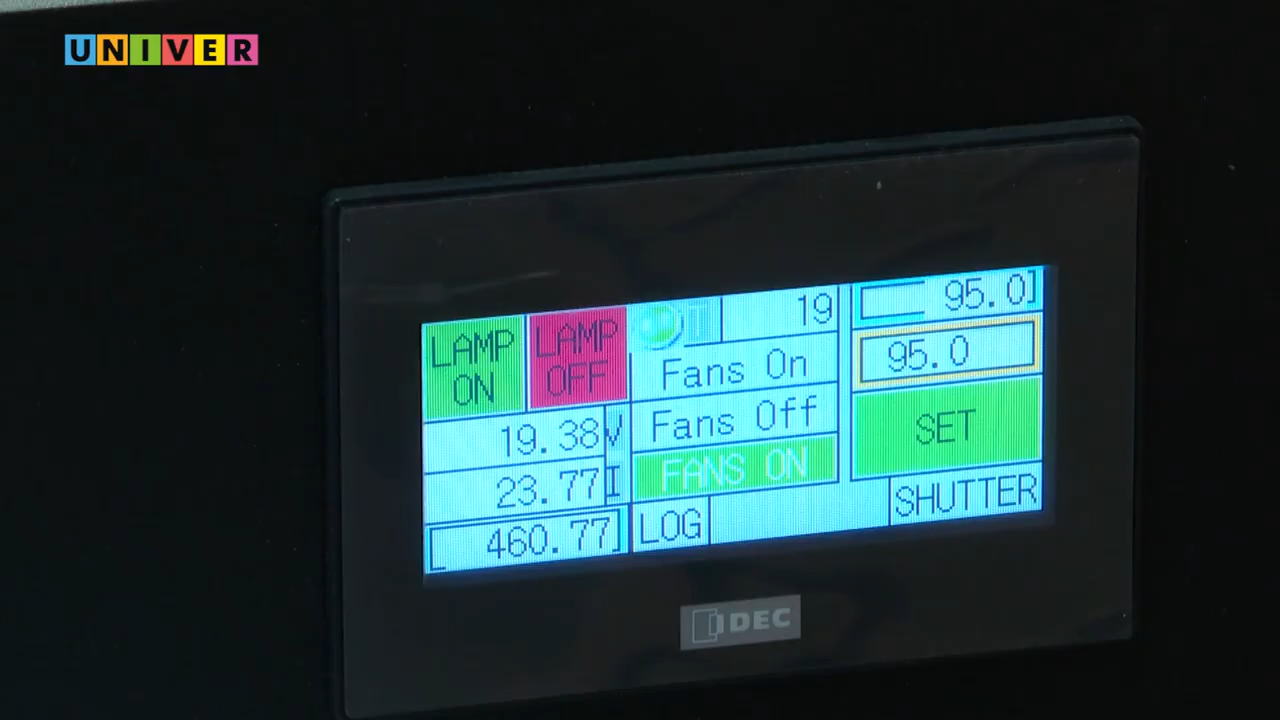 UNIVER
LAMP ON
LAMP OFF
19
95.0
Fans On
95.0
19.38 V
Fans Off
SET
23.77 I
FANS ON
460.77
LOG
SHUTTER
IDEC